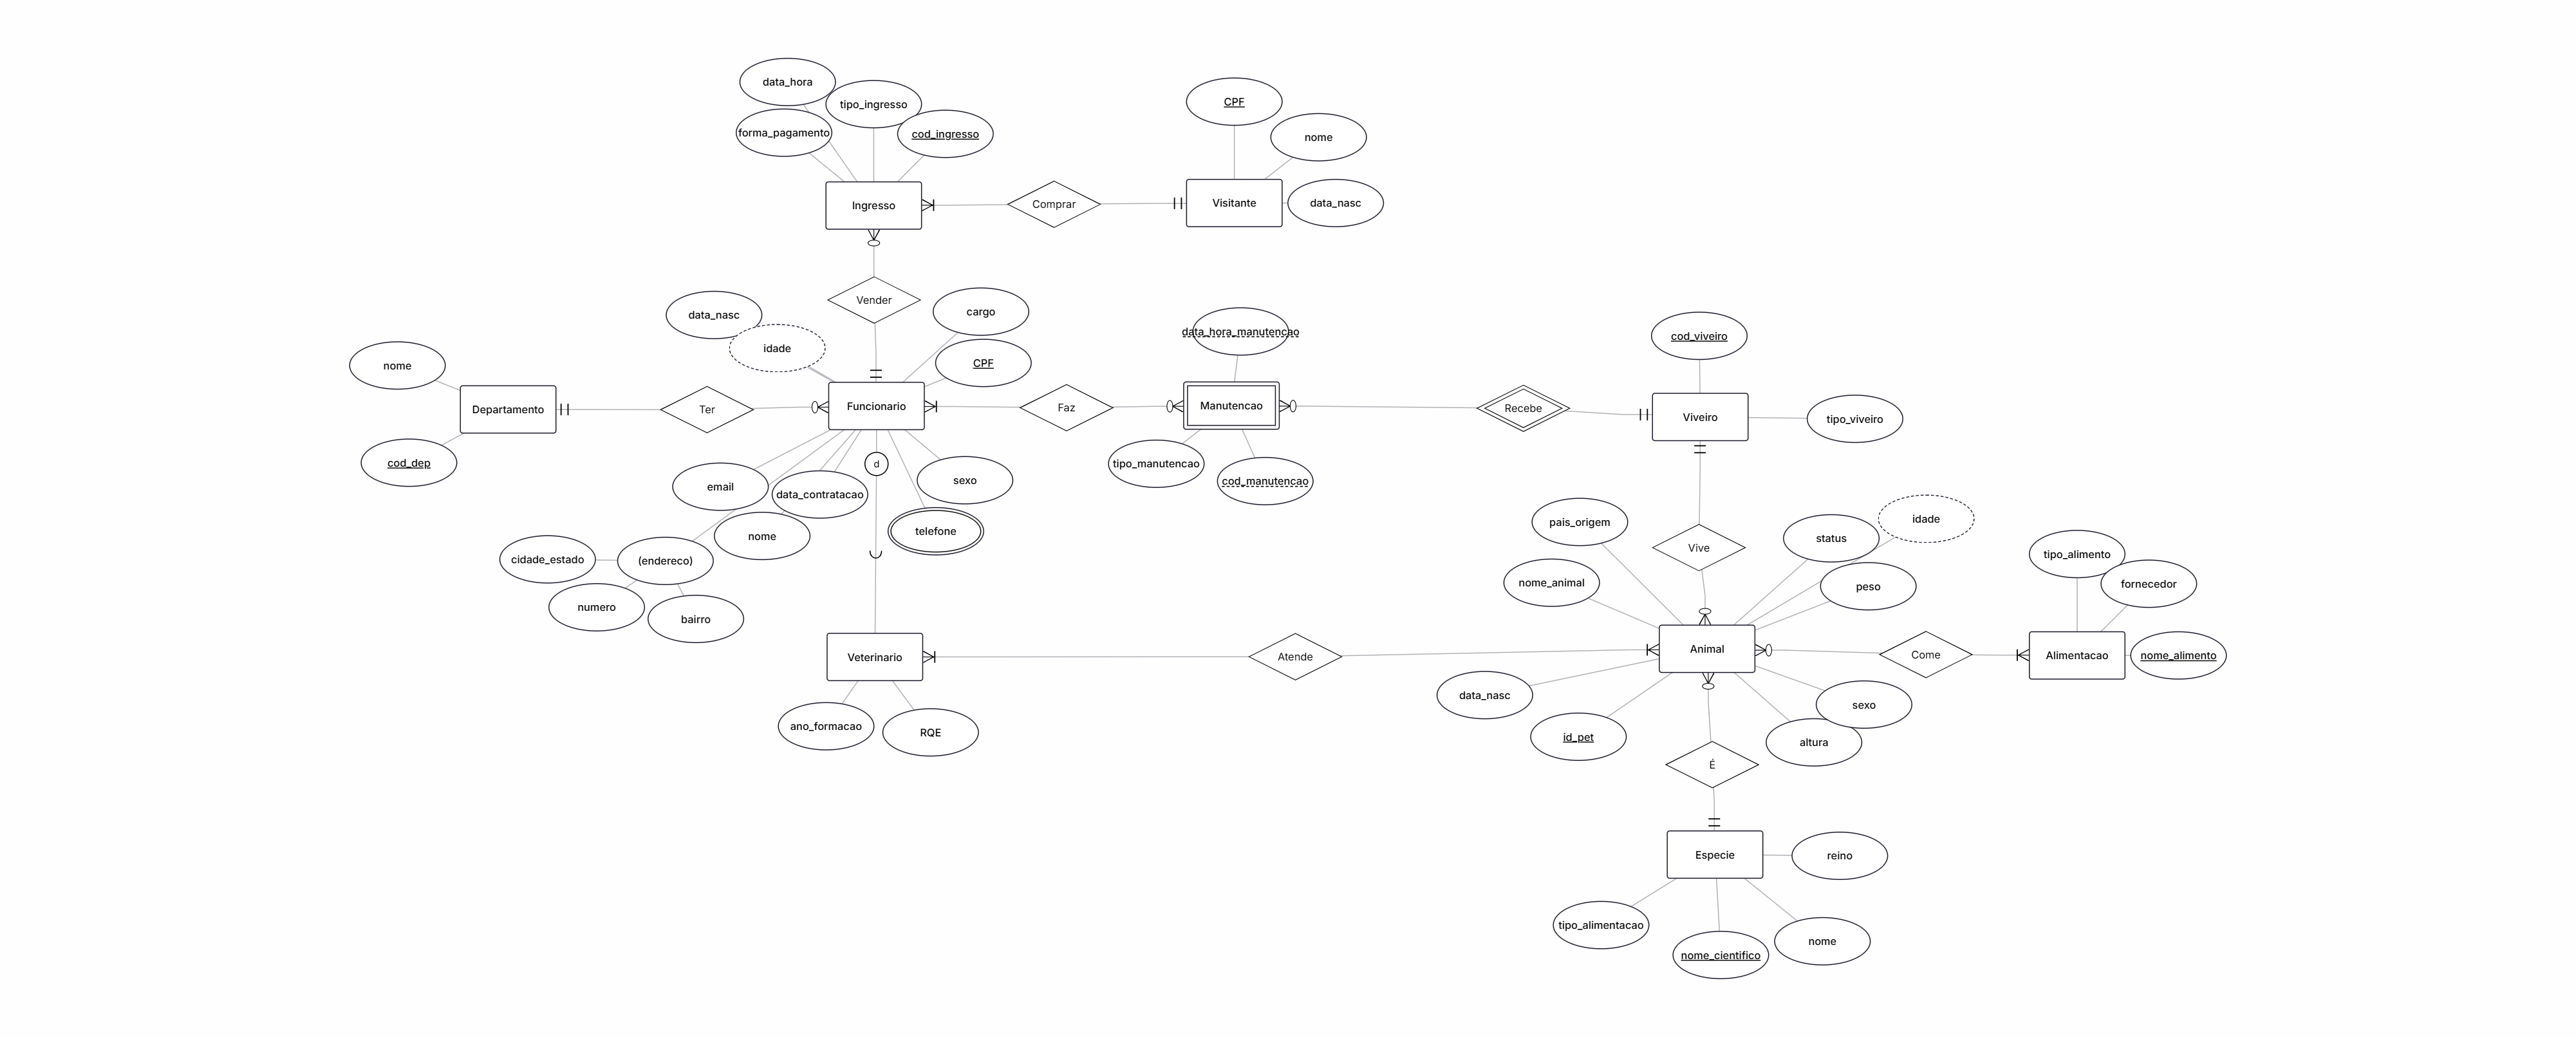 data_hora
tipo_ingresso
forma_pagamento
cod_ingresso
CPF
nome
Ingresso
Comprar
Visitante
data_nasc
Vender
data_nasc
idade
cargo
CPF
data_hora_manutencao
cod_viveiro
nome
Departamento
Ter
Funcionario
Faz
Manutencao
Recebe
Viveiro
tipo_viveiro
cod_dep
email
data_contratacao
d
sexo
tipo_manutencao
cod_manutencao
nome
telefone
cidade_estado
(endereco)
numero
bairro
pais_origem
Vive
status
idade
nome_animal
peso
tipo_alimento
fornecedor
Veterinario
Atende
Animal
Come
Alimentacao
nome_alimento
ano_formacao
RQE
data_nasc
id_pet
sexo
altura
É
Especie
reino
tipo_alimentacao
nome_cientifico
nome